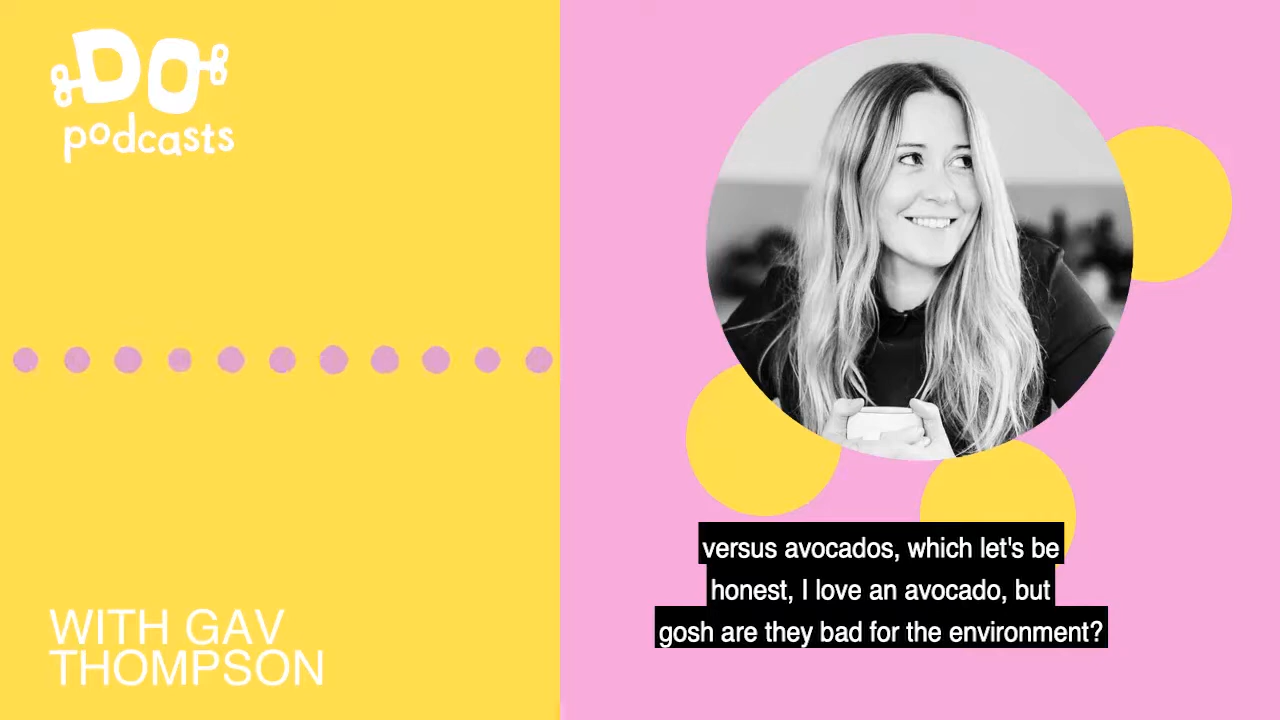 DO
podcasts
WITH GAV
THOMPSON
versus avocados, which let's be
honest, I love an avocado, but
gosh are they bad for the environment?